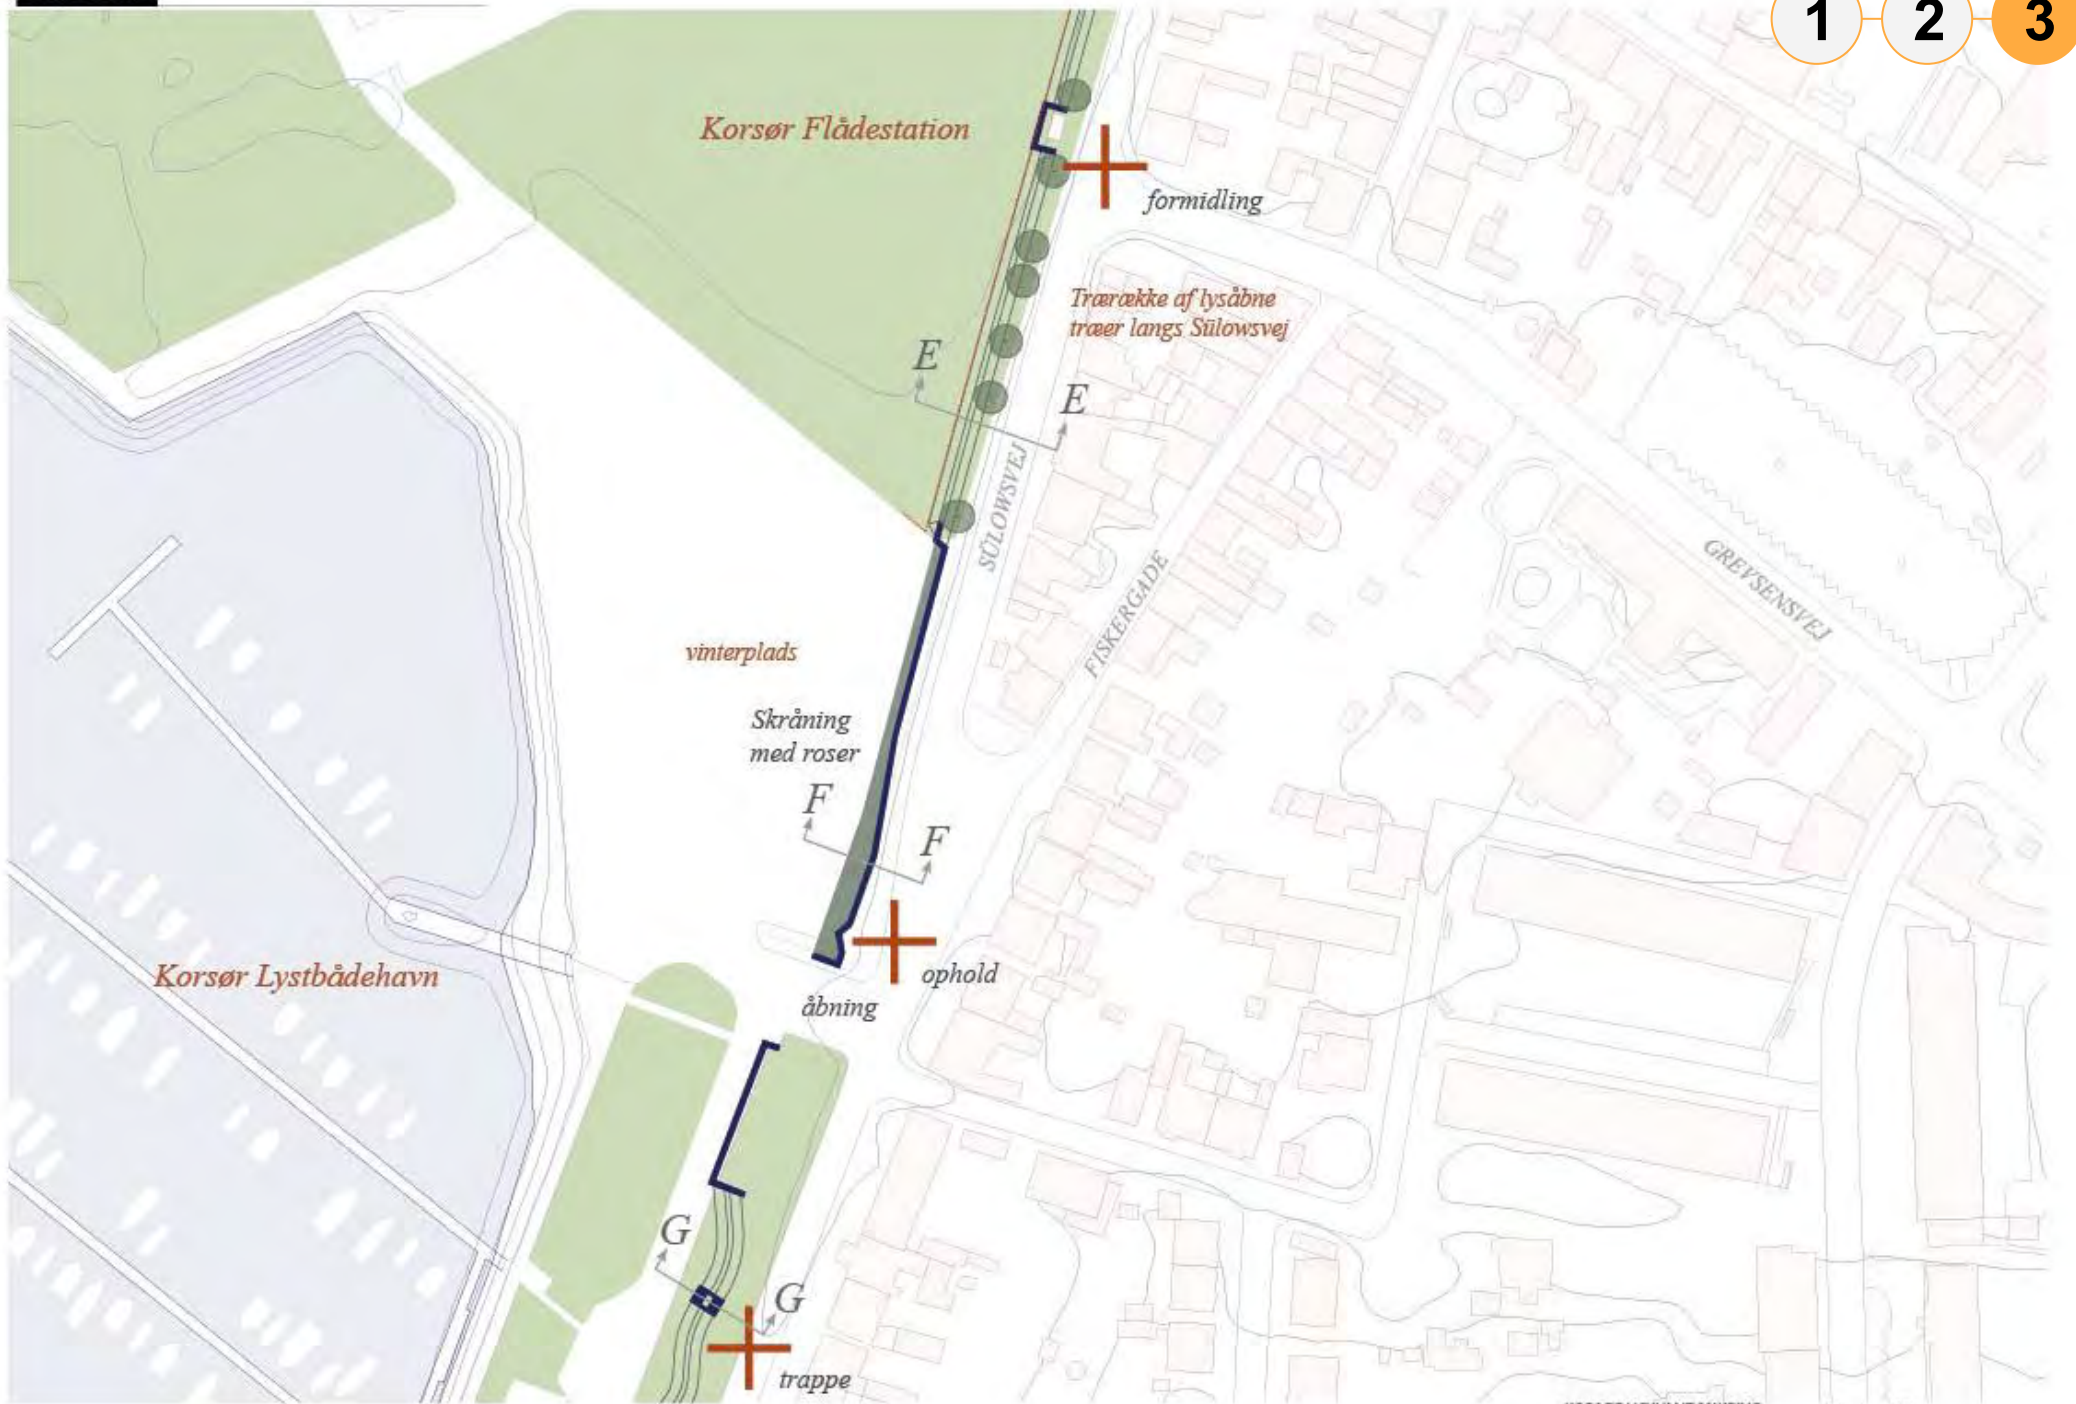 1 2 3
Korsør Flådestation
formidling
Trærække af lysåbne
træer langs Sülowsvej
E
E
SÜLOWSVEJ
FISKERGADE
GREVSENSVEJ
vinterplads
Skråning
med roser
F
F
Korsør Lystbådehavn
ophold
åbning
G
G
trappe